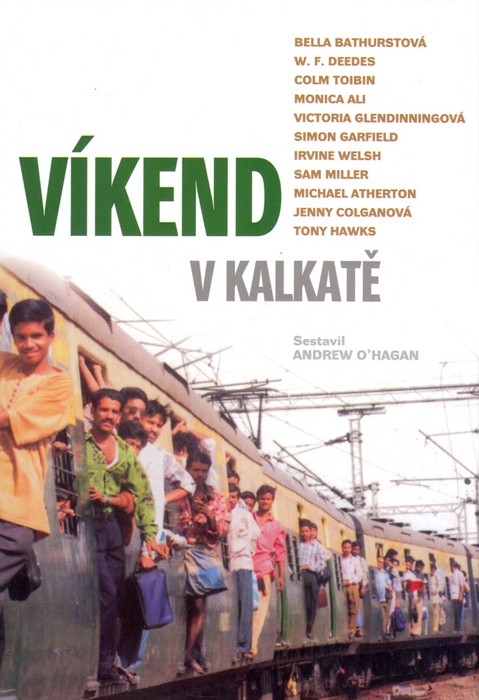 BELLA BATHURSTOVÁ
W. F. DEEDES
COLM TOIBIN
MONICA ALI
VICTORIA GLENDINNINGOVÁ
SIMON GARFIELD
IRVINE WELSH
SAM MILLER
MICHAEL ATHERTON
JENNY COLGANOVÁ
TONY HAWKS
VÍKEND
V KALKATĚ
Sestavil
ANDREW O'HAGAN